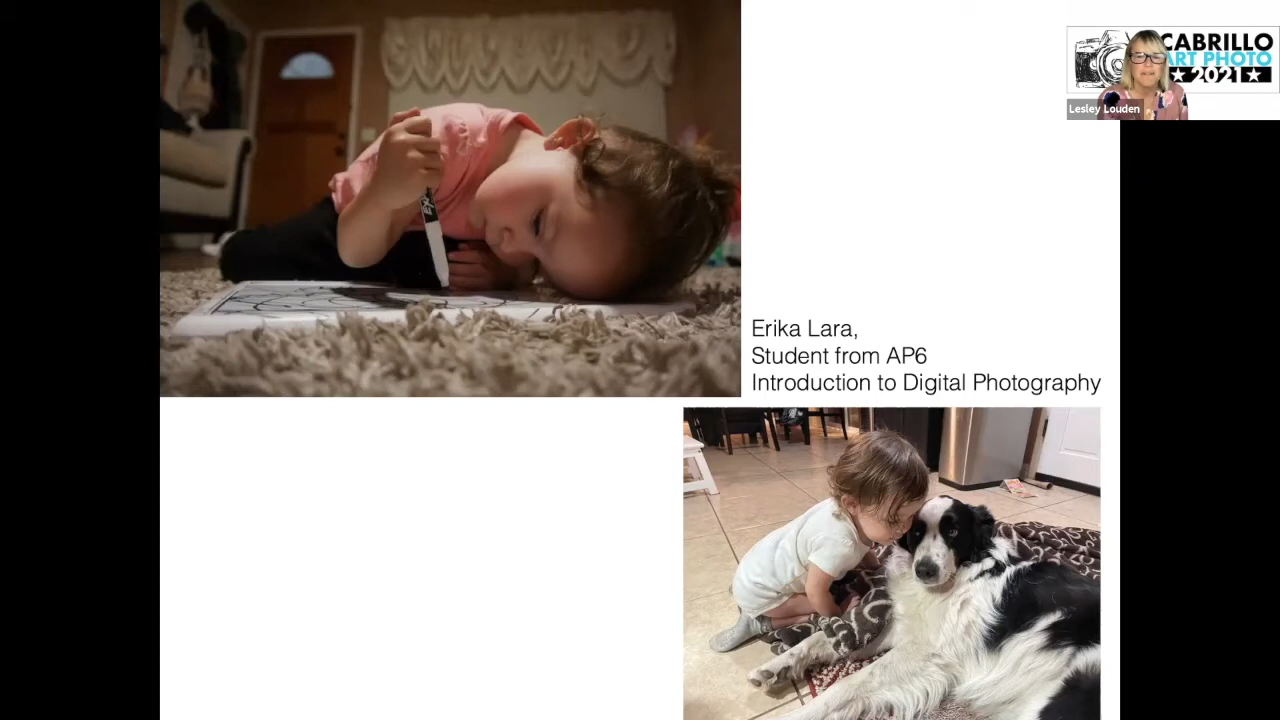 CABRILLO
ART PHOTO
★ 2021 ★
Lesley Louden
Erika Lara,
Student from AP6
Introduction to Digital Photography